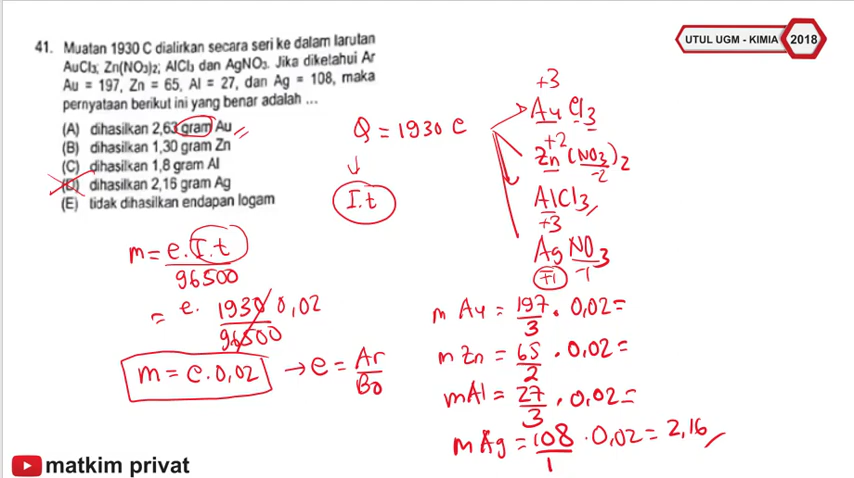 UTUL UGM - KIMIA 2018
41. Muatan 1930 C dialirkan secara seri ke dalam larutan
AuCl₃; Zn(NO₃)₂; AlCl₃ dan AgNO₃. Jika diketahui Ar
Au = 197, Zn = 65, Al = 27, dan Ag = 108, maka
pernyataan berikut ini yang benar adalah ...
(A) dihasilkan 2,63 gram Au
(B) dihasilkan 1,30 gram Zn
(C) dihasilkan 1,8 gram Al
(D) dihasilkan 2,16 gram Ag
(E) tidak dihasilkan endapan logam
Q = 1930 C
↓
I.t
+3
AuCl₃
+2
Zn(NO₃)₂
-2
AlCl₃
+3
AgNO₃
+1 -1
m = e.I.t
96500
= e. 1930 0,02
96500
m = e.0,02 → e = Ar
Bo
m Au = 197/3 . 0,02 =
m Zn = 65/2 . 0,02 =
mAl = 27/3 . 0,02 =
m Ag = 108/1 . 0,02 = 2,16
matkim privat